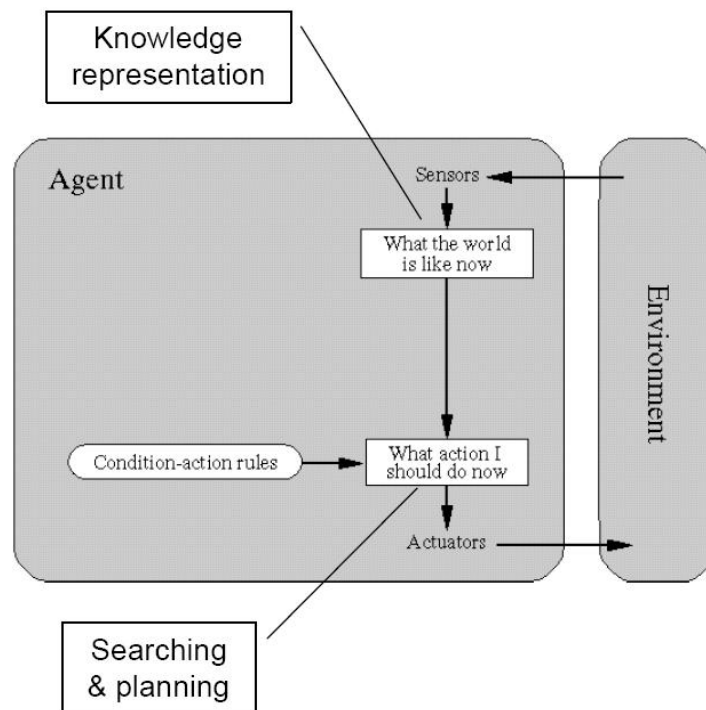 Knowledge
representation
Agent
Sensors
What the world
is like now
Environment
Condition-action rules
What action I
should do now
Actuators
Searching
& planning